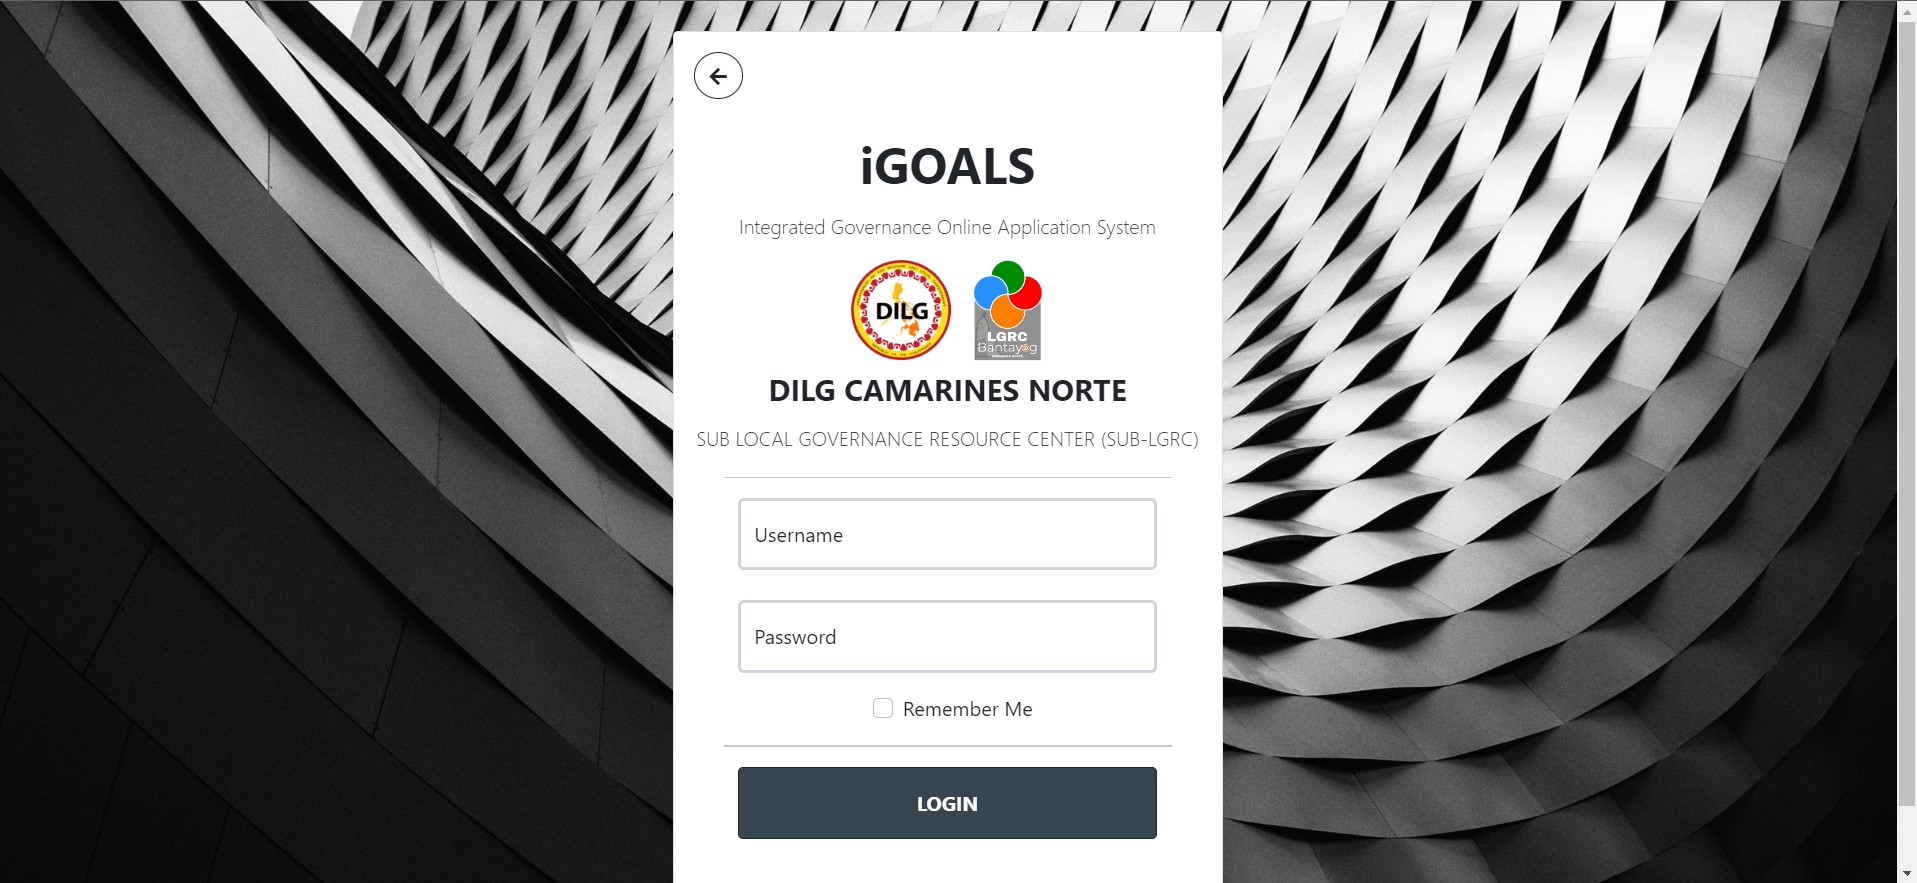 iGOALS
Integrated Governance Online Application System
DILG
LGRC
Bantayog
DILG CAMARINES NORTE
SUB LOCAL GOVERNANCE RESOURCE CENTER (SUB-LGRC)
Username
Password
Remember Me
LOGIN